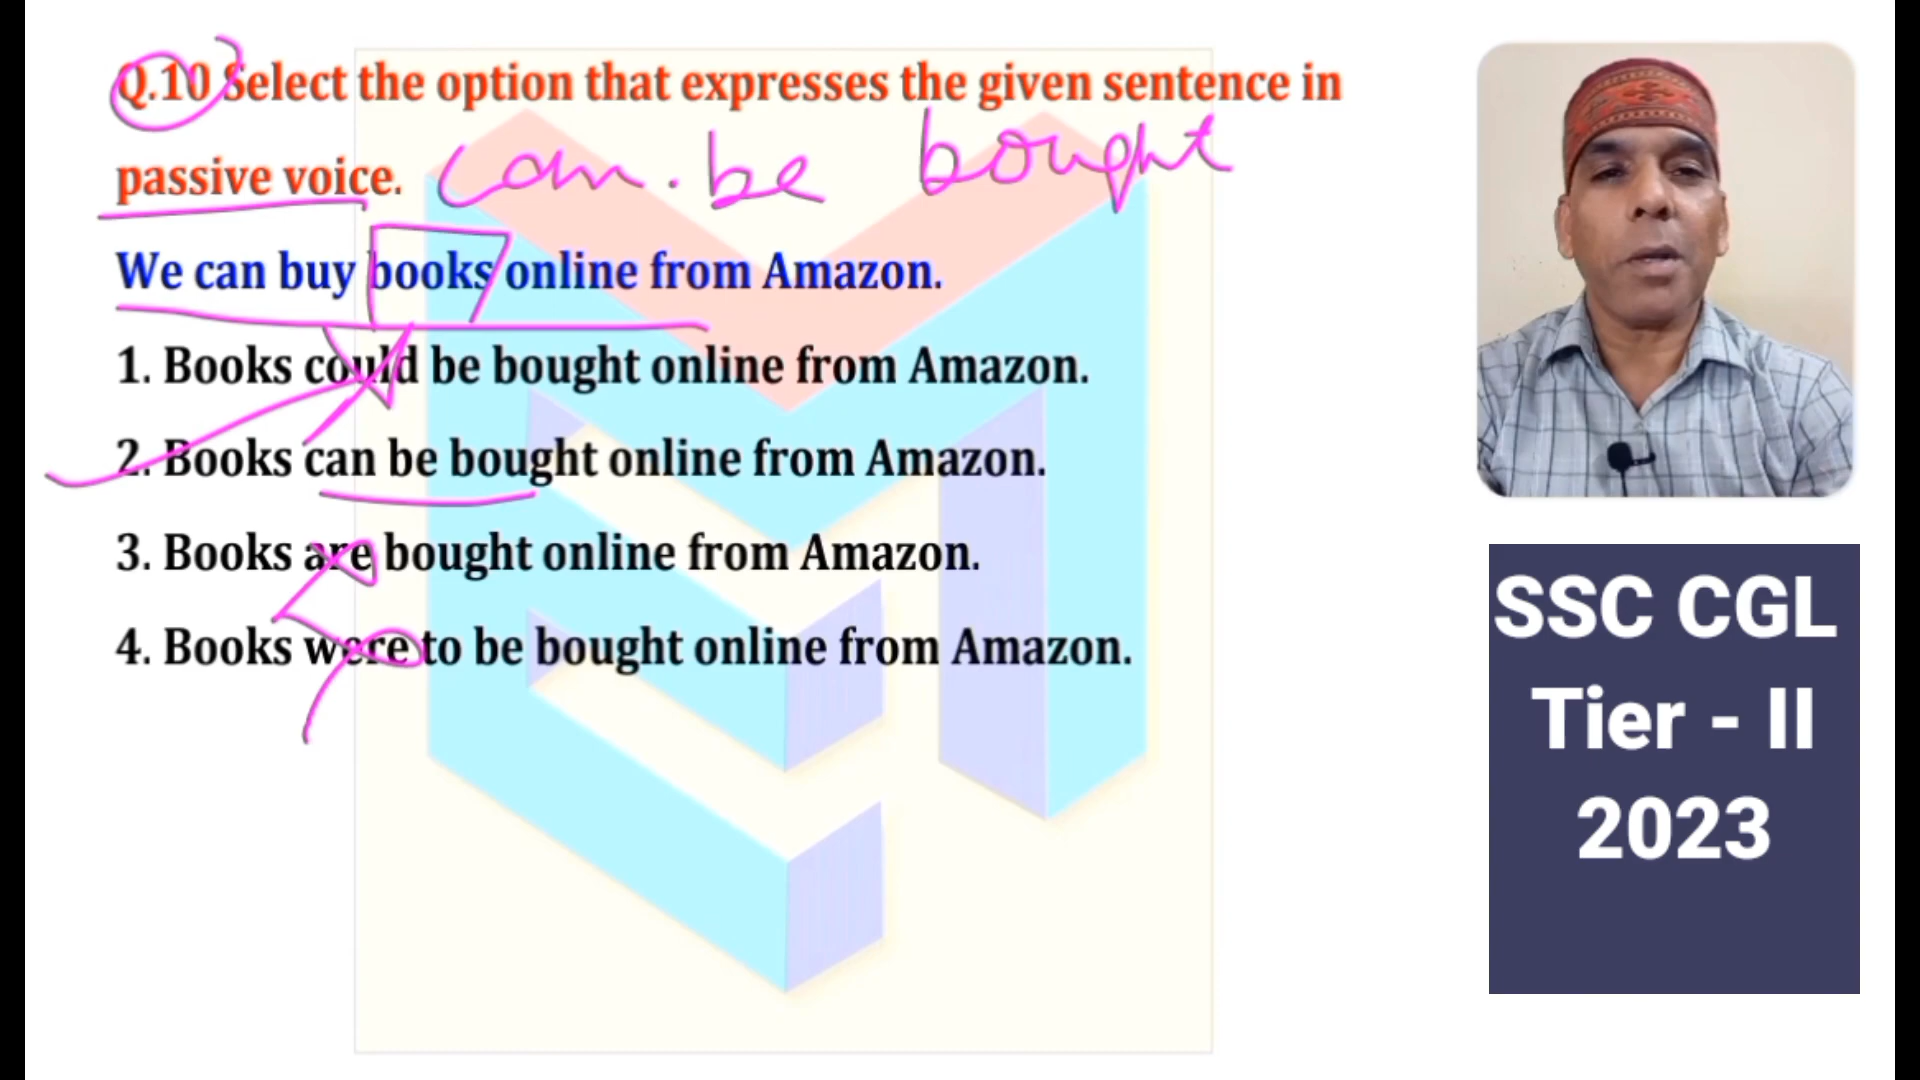 Q.10 Select the option that expresses the given sentence in
passive voice.
can be bought
We can buy books online from Amazon.
1. Books could be bought online from Amazon.
2. Books can be bought online from Amazon.
3. Books are bought online from Amazon.
4. Books were to be bought online from Amazon.
SSC CGL
Tier - II
2023